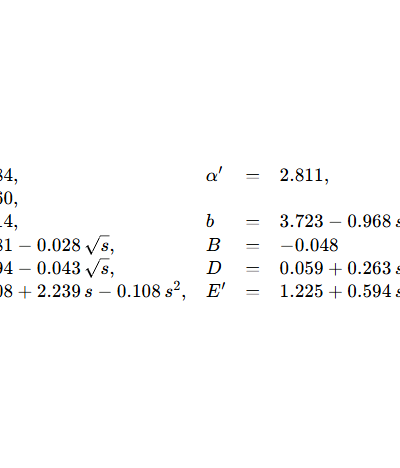 34, α′ = 2.811,
60,
14, b = 3.723 − 0.968 s
31 − 0.028 √s, B = −0.048
94 − 0.043 √s, D = 0.059 + 0.263 s
08 + 2.239 s − 0.108 s², E′ = 1.225 + 0.594 s